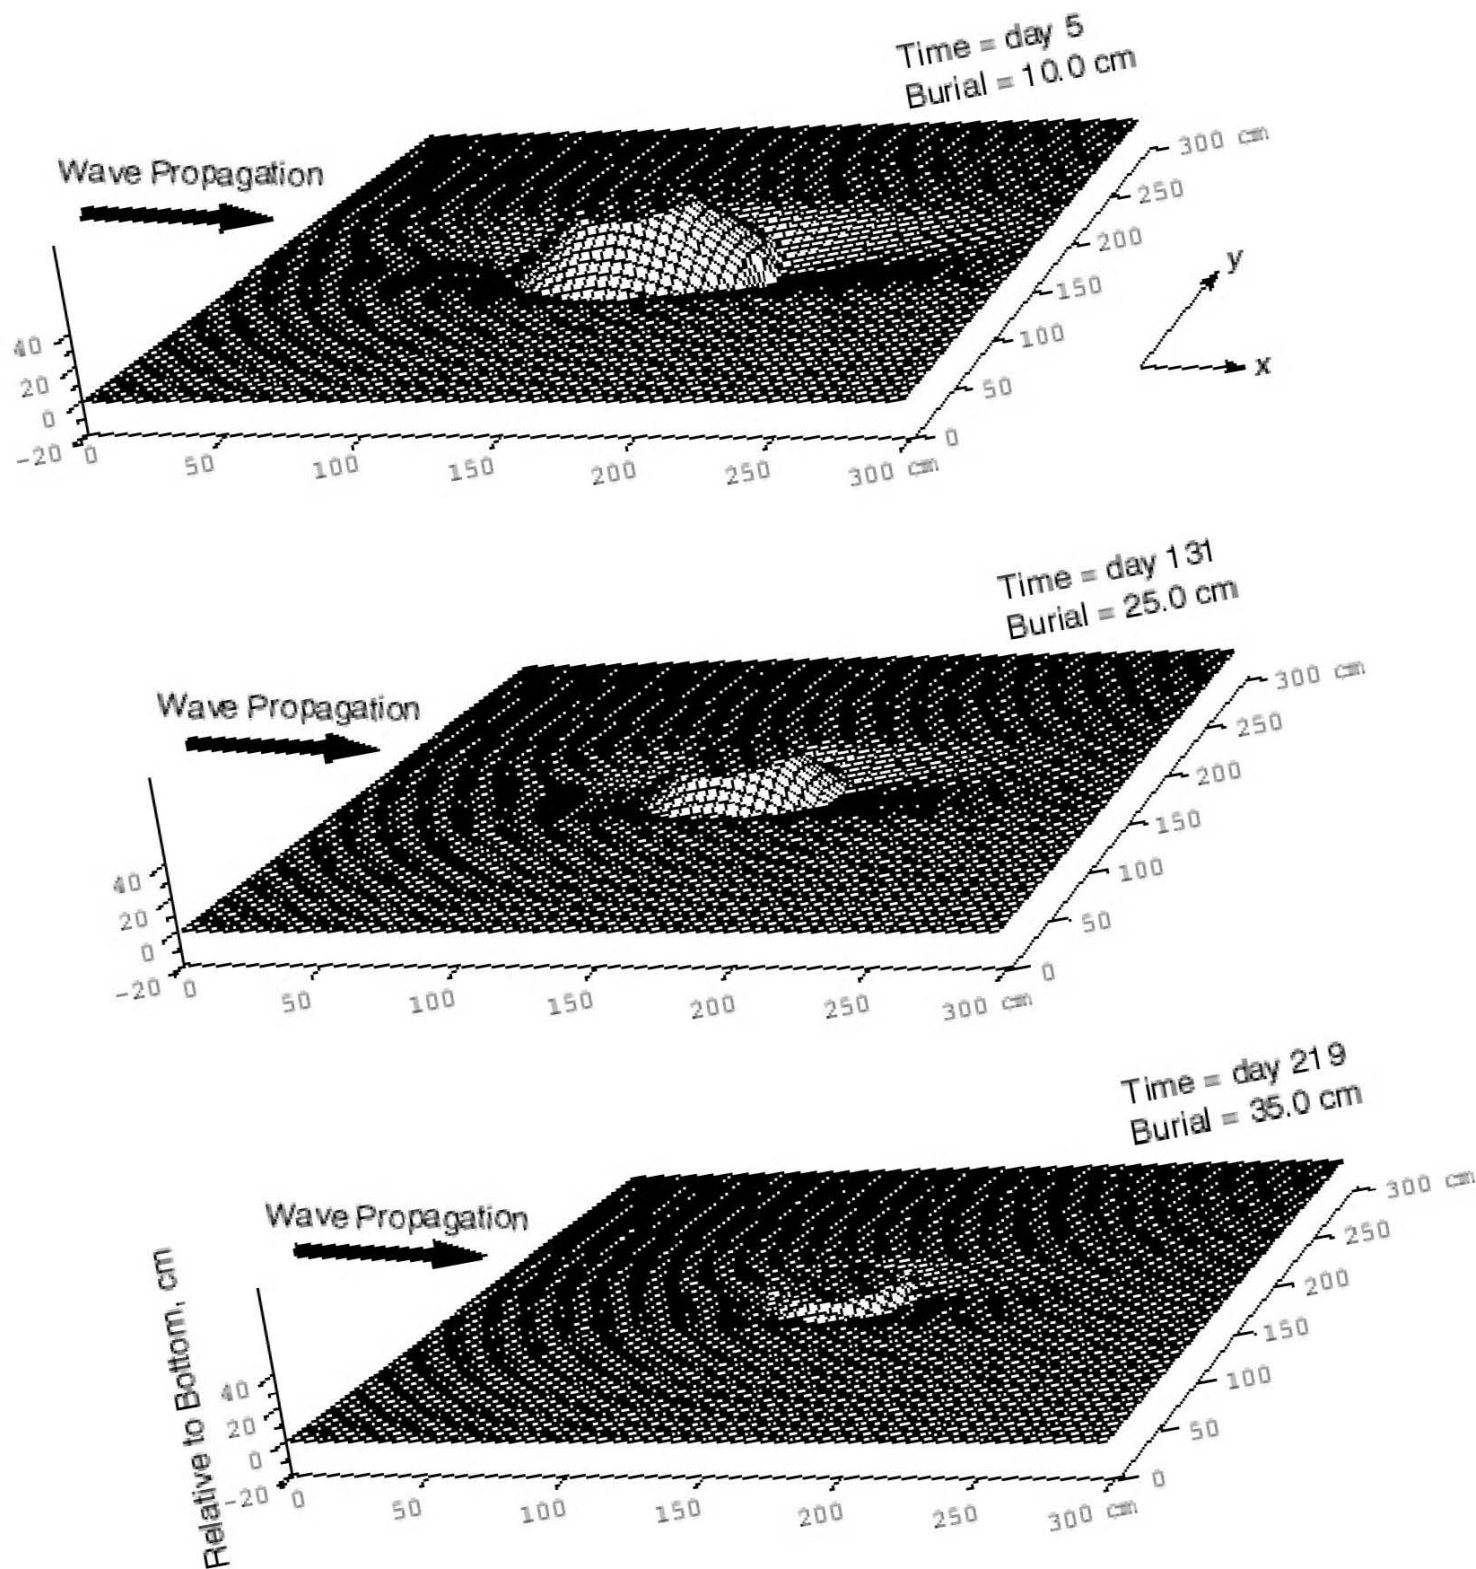 Time = day 5
Burial = 10.0 cm
Wave Propagation
300 cm
250
200
150
100
50
0
y
x
40
20
0
-20
0
50
100
150
200
250
300 cm
Time = day 131
Burial = 25.0 cm
Wave Propagation
300 cm
250
200
150
100
50
0
40
20
0
-20
0
50
100
150
200
250
300 cm
Time = day 219
Burial = 35.0 cm
Wave Propagation
300 cm
250
200
150
100
50
0
Relative to Bottom, cm
40
20
0
-20
0
50
100
150
200
250
300 cm